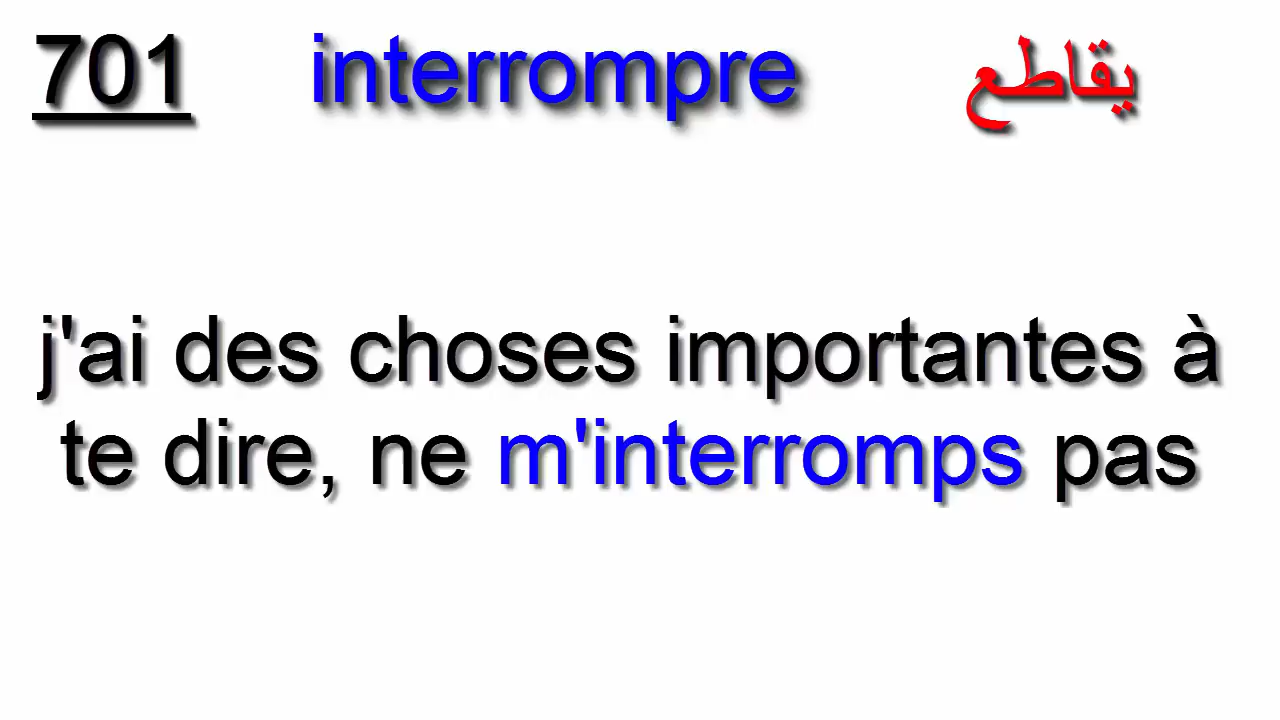 701 interrompre يقاطع
j'ai des choses importantes à
te dire, ne m'interromps pas